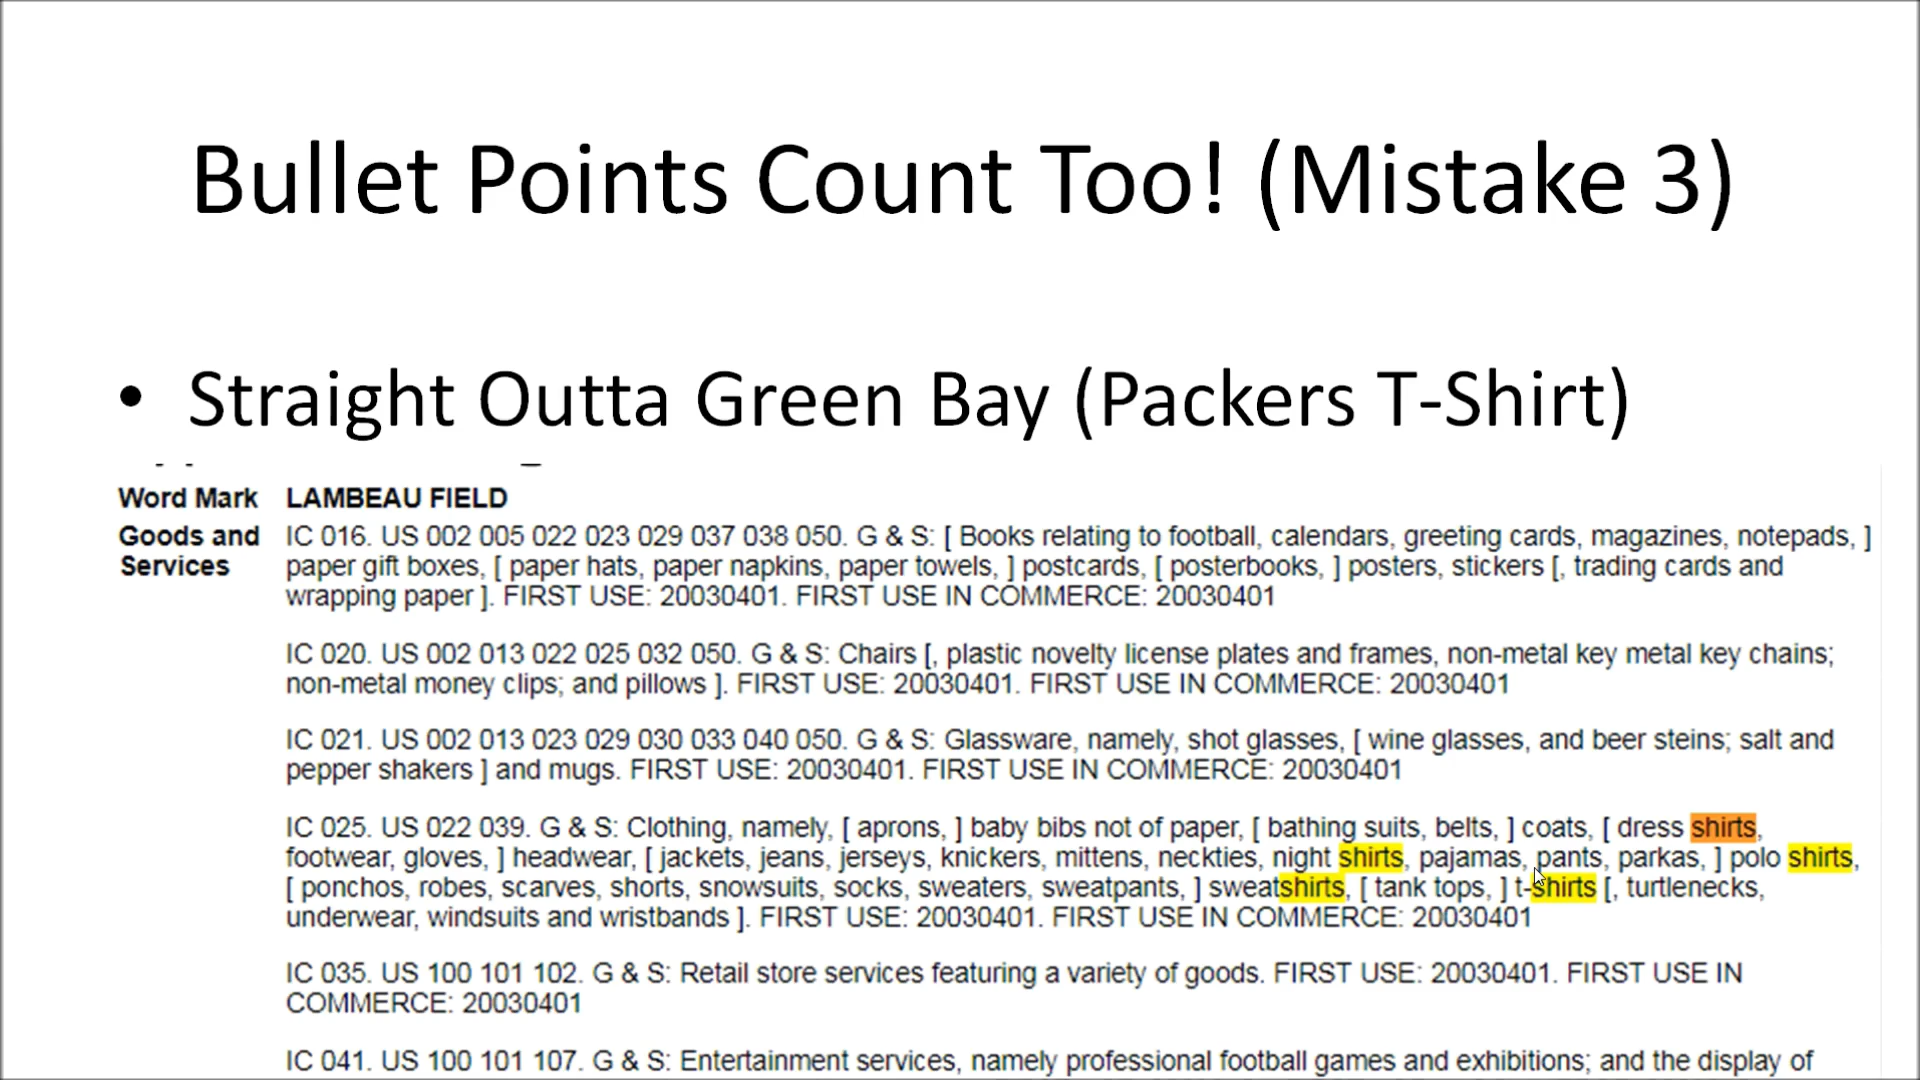 Bullet Points Count Too! (Mistake 3)
• Straight Outta Green Bay (Packers T-Shirt)
Word Mark LAMBEAU FIELD
Goods and IC 016. US 002 005 022 023 029 037 038 050. G & S: [ Books relating to football, calendars, greeting cards, magazines, notepads, ]
Services paper gift boxes, [ paper hats, paper napkins, paper towels, ] postcards, [ posterbooks, ] posters, stickers [, trading cards and
wrapping paper ]. FIRST USE: 20030401. FIRST USE IN COMMERCE: 20030401
IC 020. US 002 013 022 025 032 050. G & S: Chairs [, plastic novelty license plates and frames, non-metal key metal key chains;
non-metal money clips; and pillows ]. FIRST USE: 20030401. FIRST USE IN COMMERCE: 20030401
IC 021. US 002 013 023 029 030 033 040 050. G & S: Glassware, namely, shot glasses, [ wine glasses, and beer steins; salt and
pepper shakers ] and mugs. FIRST USE: 20030401. FIRST USE IN COMMERCE: 20030401
IC 025. US 022 039. G & S: Clothing, namely, [ aprons, ] baby bibs not of paper, [ bathing suits, belts, ] coats, [ dress shirts,
footwear, gloves, ] headwear, [ jackets, jeans, jerseys, knickers, mittens, neckties, night shirts, pajamas, pants, parkas, ] polo shirts,
[ ponchos, robes, scarves, shorts, snowsuits, socks, sweaters, sweatpants, ] sweatshirts, [ tank tops, ] t-shirts [, turtlenecks,
underwear, windsuits and wristbands ]. FIRST USE: 20030401. FIRST USE IN COMMERCE: 20030401
IC 035. US 100 101 102. G & S: Retail store services featuring a variety of goods. FIRST USE: 20030401. FIRST USE IN
COMMERCE: 20030401
IC 041. US 100 101 107. G & S: Entertainment services, namely professional football games and exhibitions; and the display of